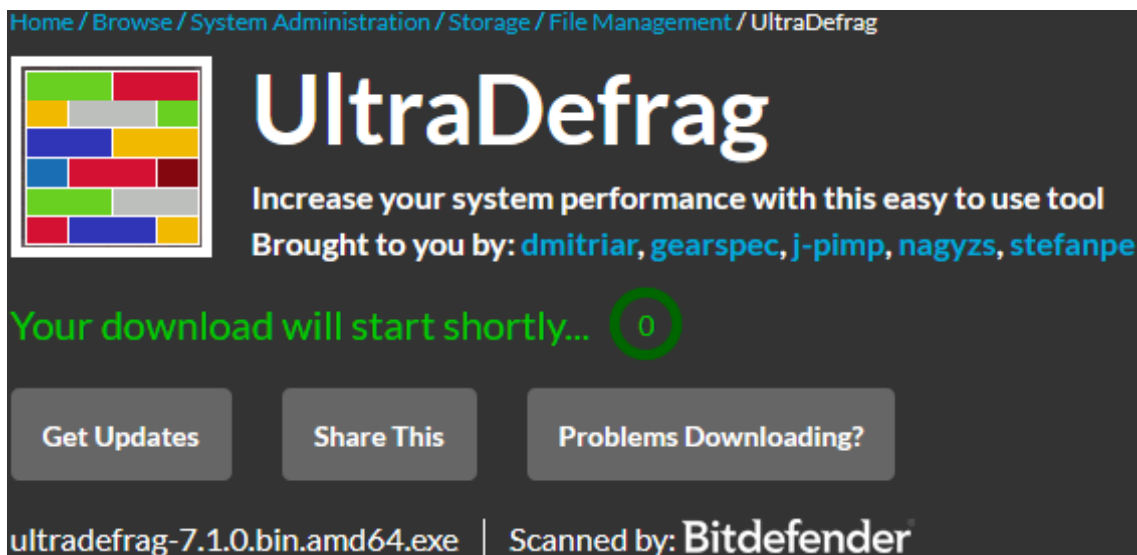 Home / Browse / System Administration / Storage / File Management / UltraDefrag
UltraDefrag
Increase your system performance with this easy to use tool
Brought to you by: dmitriar, gearspec, j-pimp, nagyzs, stefanpe
Your download will start shortly... 0
Get Updates Share This Problems Downloading?
ultradefrag-7.1.0.bin.amd64.exe | Scanned by: Bitdefender